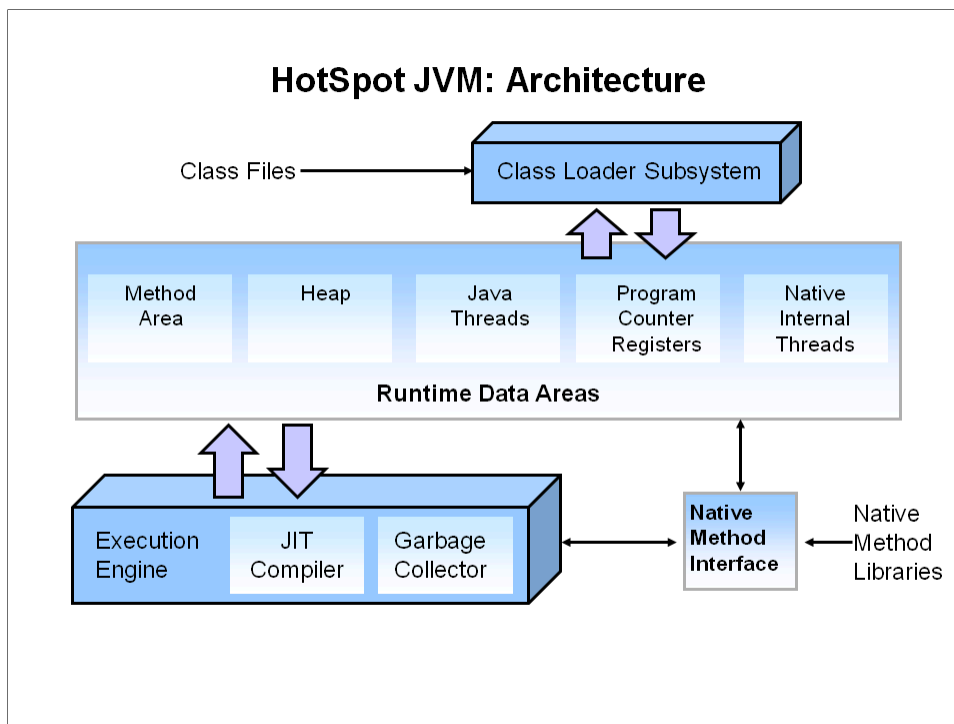 HotSpot JVM: Architecture
Class Files
Class Loader Subsystem
Method
Area
Heap
Java
Threads
Program
Counter
Registers
Native
Internal
Threads
Runtime Data Areas
Execution
Engine
JIT
Compiler
Garbage
Collector
Native
Method
Interface
Native
Method
Libraries